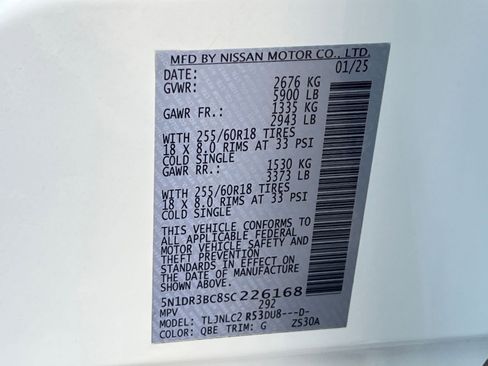 MFD BY NISSAN MOTOR CO., LTD.
DATE: 01/25
GVWR: 2676 KG
5900 LB
GAWR FR.: 1335 KG
2943 LB
WITH 255/60R18 TIRES
18 X 8.0 RIMS AT 33 PSI
COLD SINGLE
GAWR RR.: 1530 KG
3373 LB
WITH 255/60R18 TIRES
18 X 8.0 RIMS AT 33 PSI
COLD SINGLE
THIS VEHICLE CONFORMS TO
ALL APPLICABLE FEDERAL
MOTOR VEHICLE SAFETY AND
THEFT PREVENTION
STANDARDS IN EFFECT ON
THE DATE OF MANUFACTURE
SHOWN ABOVE.
5N1DR3BC8SC226168
MPV 292
MODEL: TLJNLC2 R53DU8---D-
COLOR: QBE TRIM: G ZS30A